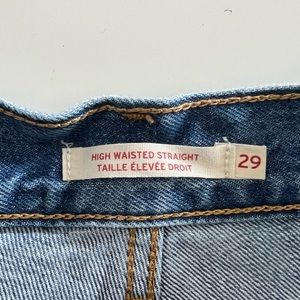 HIGH WAISTED STRAIGHT
TAILLE ÉLEVÉE DROIT
29